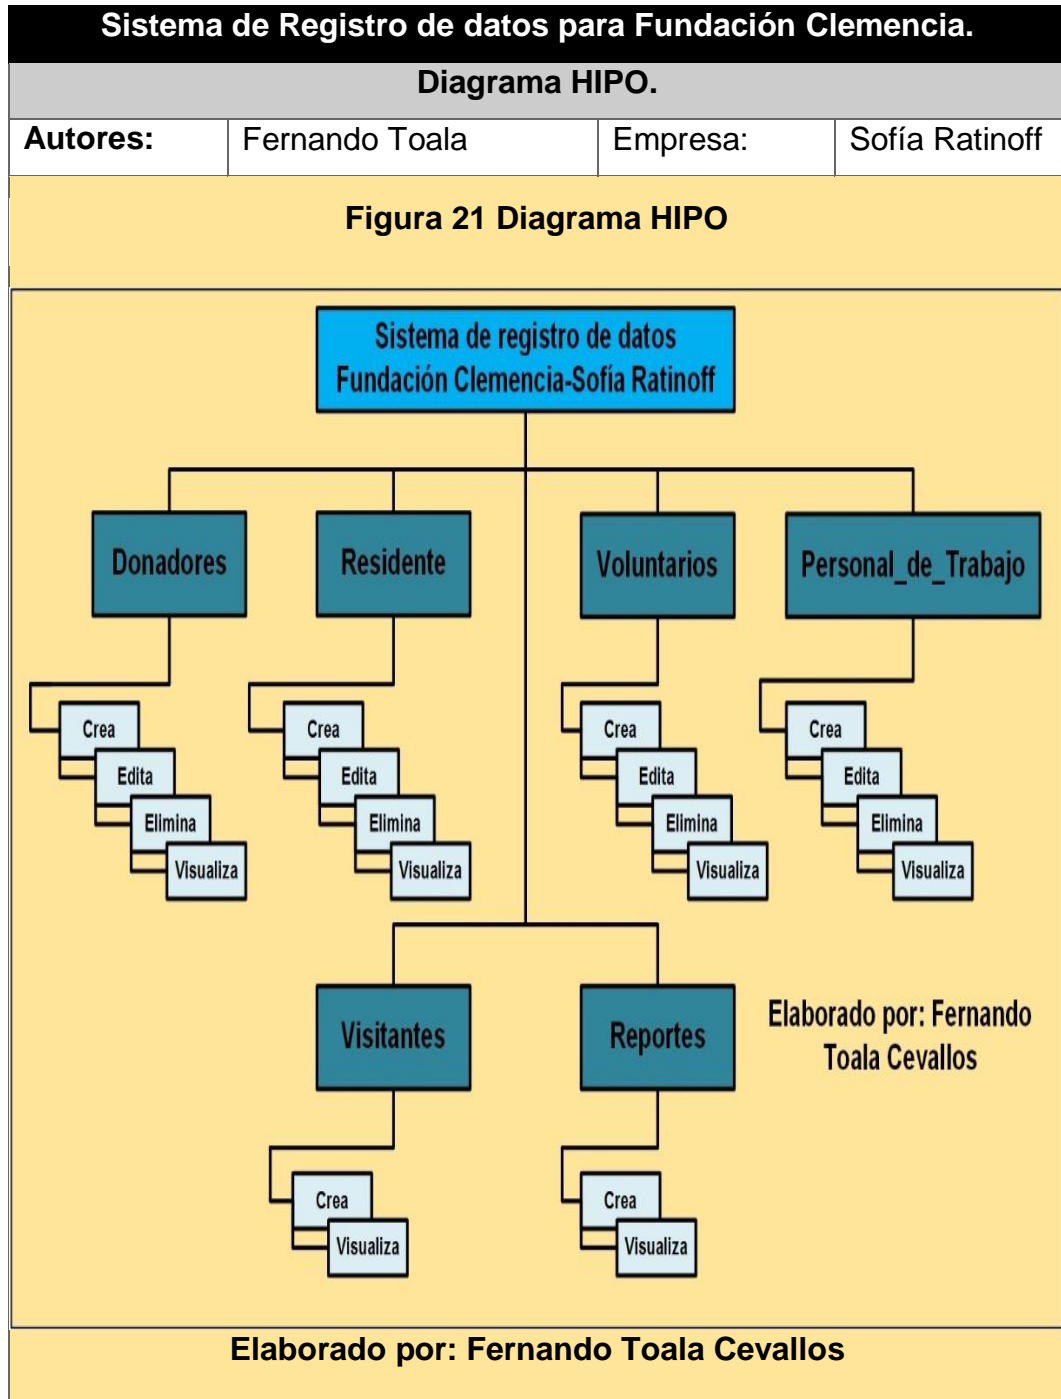 Sistema de Registro de datos para Fundación Clemencia.
Diagrama HIPO.
Autores: Fernando Toala Empresa: Sofía Ratinoff
Figura 21 Diagrama HIPO
Sistema de registro de datos
Fundación Clemencia-Sofía Ratinoff
Donadores Residente Voluntarios Personal_de_Trabajo
Crea Crea Crea Crea
Edita Edita Edita Edita
Elimina Elimina Elimina Elimina
Visualiza Visualiza Visualiza Visualiza
Visitantes Reportes
Elaborado por: Fernando
Toala Cevallos
Crea Crea
Visualiza Visualiza
Elaborado por: Fernando Toala Cevallos